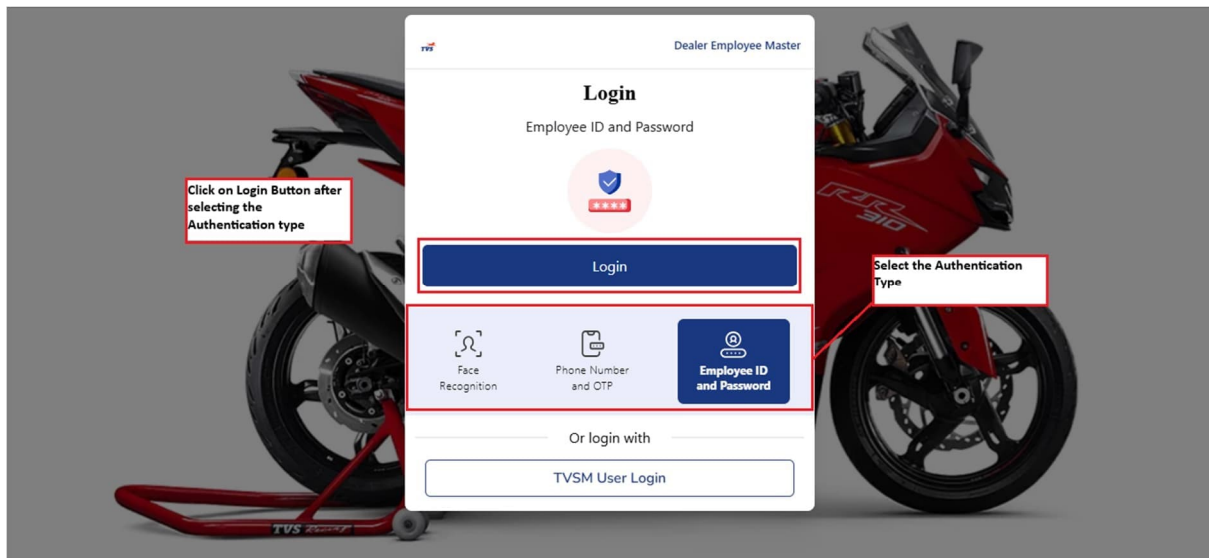 TVS
Dealer Employee Master
Login
Employee ID and Password
****
Click on Login Button after
selecting the
Authentication type
Login
Select the Authentication
Type
RR
310
Face
Recognition
Phone Number
and OTP
Employee ID
and Password
Or login with
TVSM User Login
TVS Racing